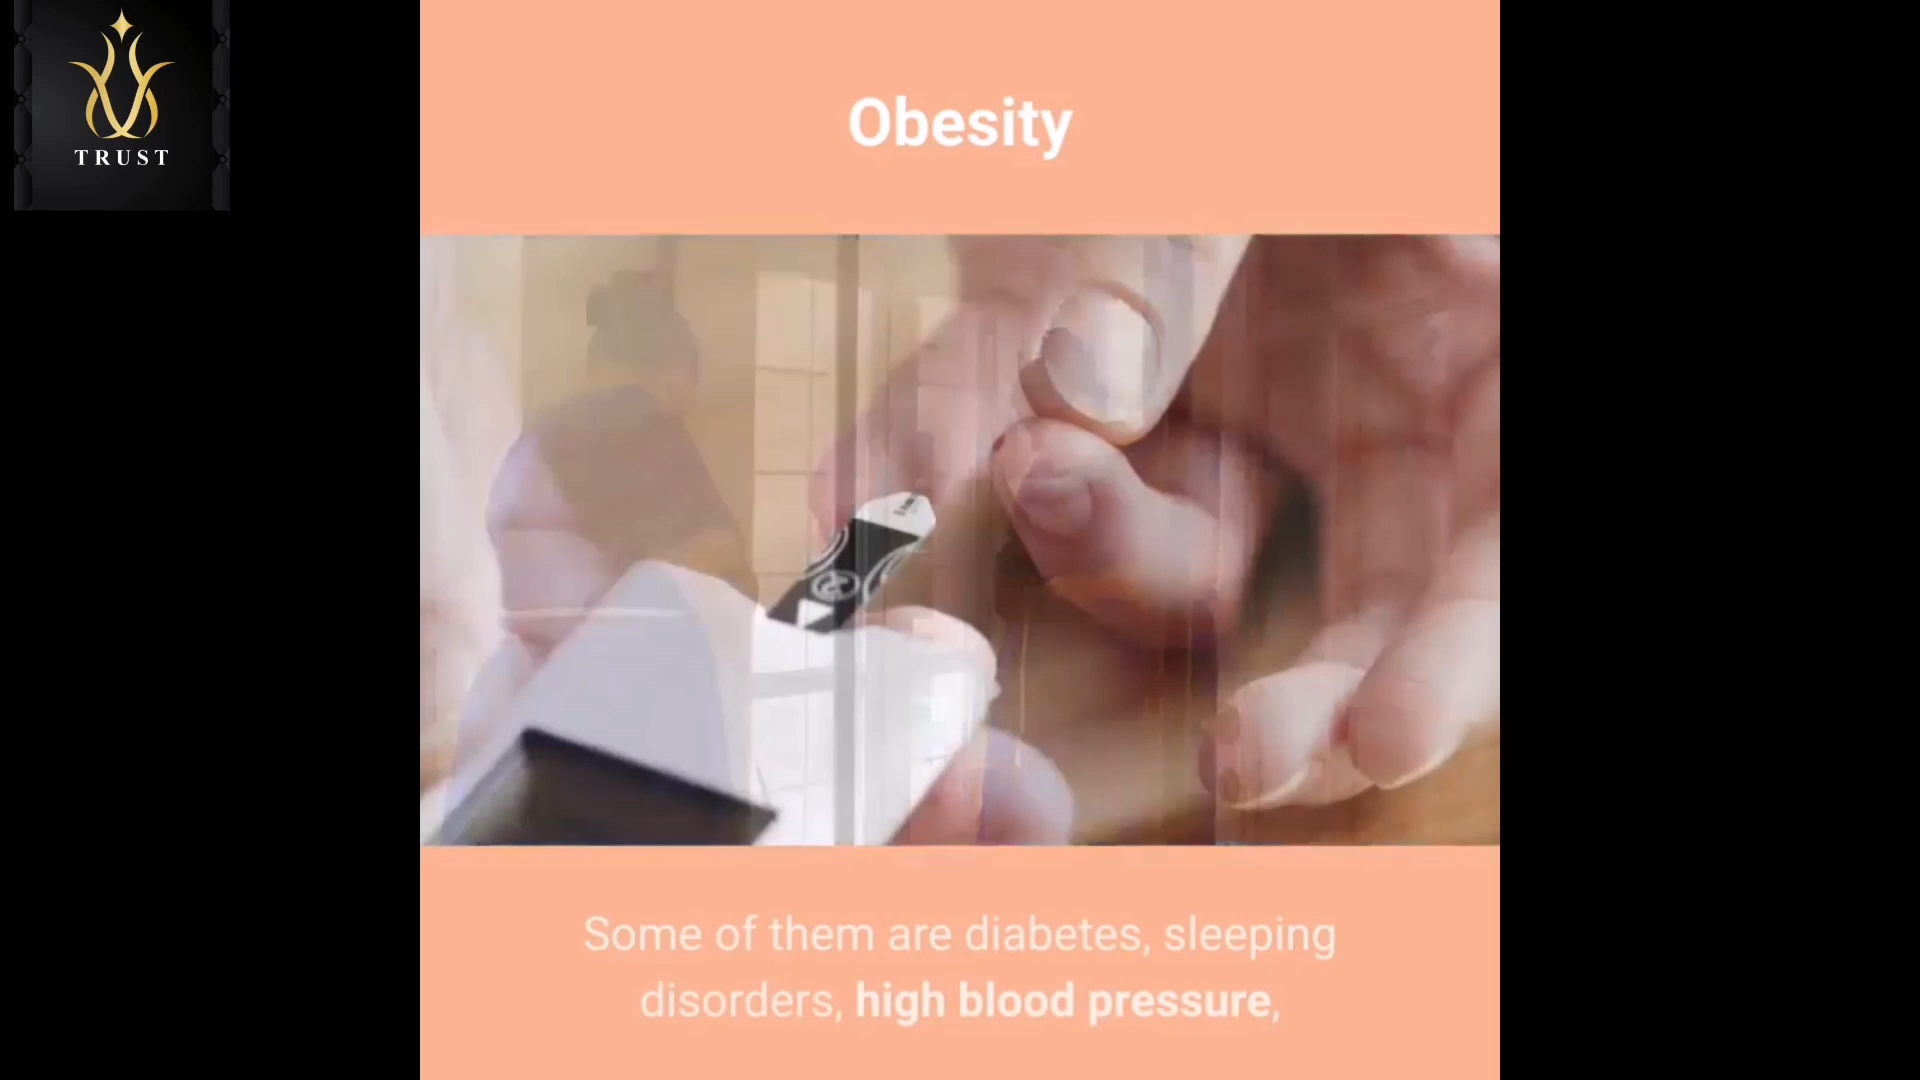 TRUST
Obesity
Some of them are diabetes, sleeping
disorders, high blood pressure,